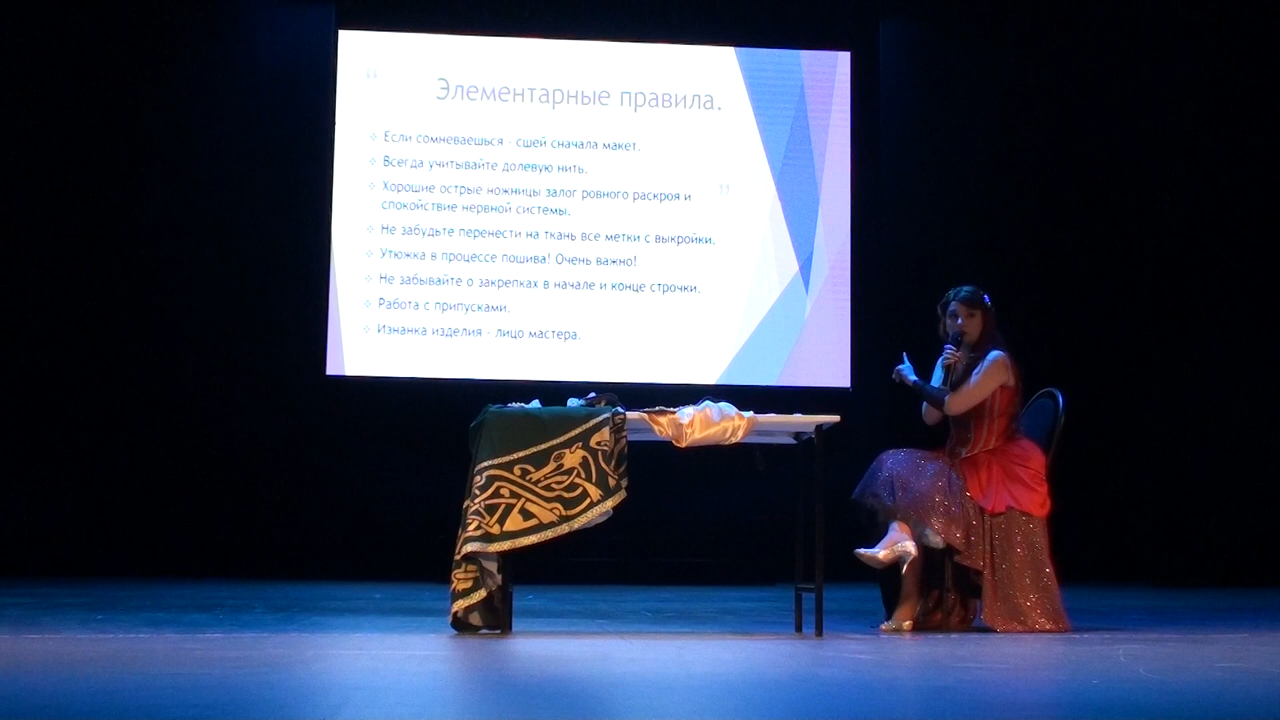 Элементарные правила.
Если сомневаешься - сшей сначала макет.
Всегда учитывайте долевую нить.
Хорошие острые ножницы залог ровного раскроя и
спокойствие нервной системы.
Не забудьте перенести на ткань все метки с выкройки.
Утюжка в процессе пошива! Очень важно!
Не забывайте о закрепках в начале и конце строчки.
Работа с припусками.
Изнанка изделия - лицо мастера.